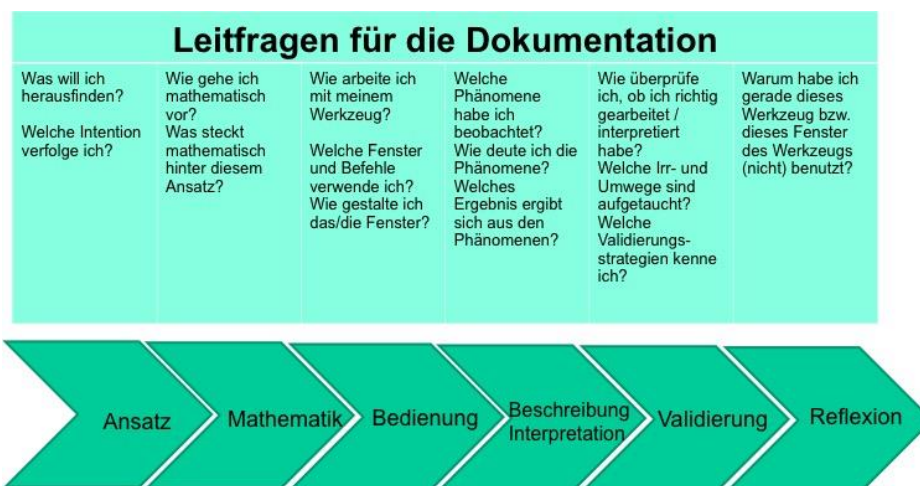 Leitfragen für die Dokumentation
Was will ich
herausfinden?
Welche Intention
verfolge ich?
Wie gehe ich
mathematisch
vor?
Was steckt
mathematisch
hinter diesem
Ansatz?
Wie arbeite ich
mit meinem
Werkzeug?
Welche Fenster
und Befehle
verwende ich?
Wie gestalte ich
das/die Fenster?
Welche
Phänomene
habe ich
beobachtet?
Wie deute ich die
Phänomene?
Welches
Ergebnis ergibt
sich aus den
Phänomenen?
Wie überprüfe
ich, ob ich richtig
gearbeitet /
interpretiert
habe?
Welche Irr- und
Umwege sind
aufgetaucht?
Welche
Validierungs-
strategien kenne
ich?
Warum habe ich
gerade dieses
Werkzeug bzw.
dieses Fenster
des Werkzeugs
(nicht) benutzt?
Ansatz
Mathematik
Bedienung
Beschreibung
Interpretation
Validierung
Reflexion